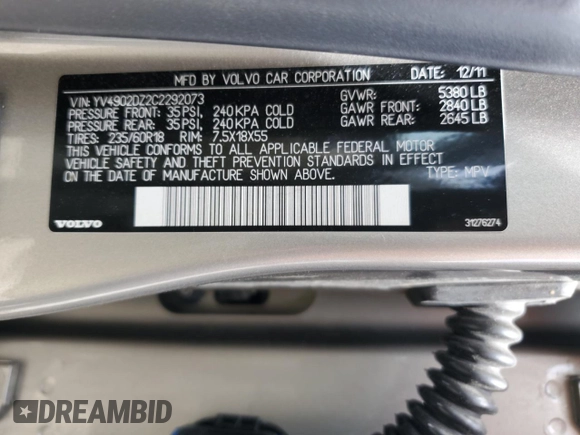 MFD. BY VOLVO CAR CORPORATION DATE: 12/11
VIN: YV4902DZ2C2292073 GVWR: 5380 LB
PRESSURE FRONT: 35 PSI, 240 KPA COLD GAWR FRONT: 2840 LB
PRESSURE REAR: 35 PSI, 240 KPA COLD GAWR REAR: 2645 LB
TIRES: 235/60R18 RIM: 7.5X18X55
THIS VEHICLE CONFORMS TO ALL APPLICABLE FEDERAL MOTOR
VEHICLE SAFETY AND THEFT PREVENTION STANDARDS IN EFFECT
ON THE DATE OF MANUFACTURE SHOWN ABOVE. TYPE: MPV
VOLVO 31276274
DREAMBID